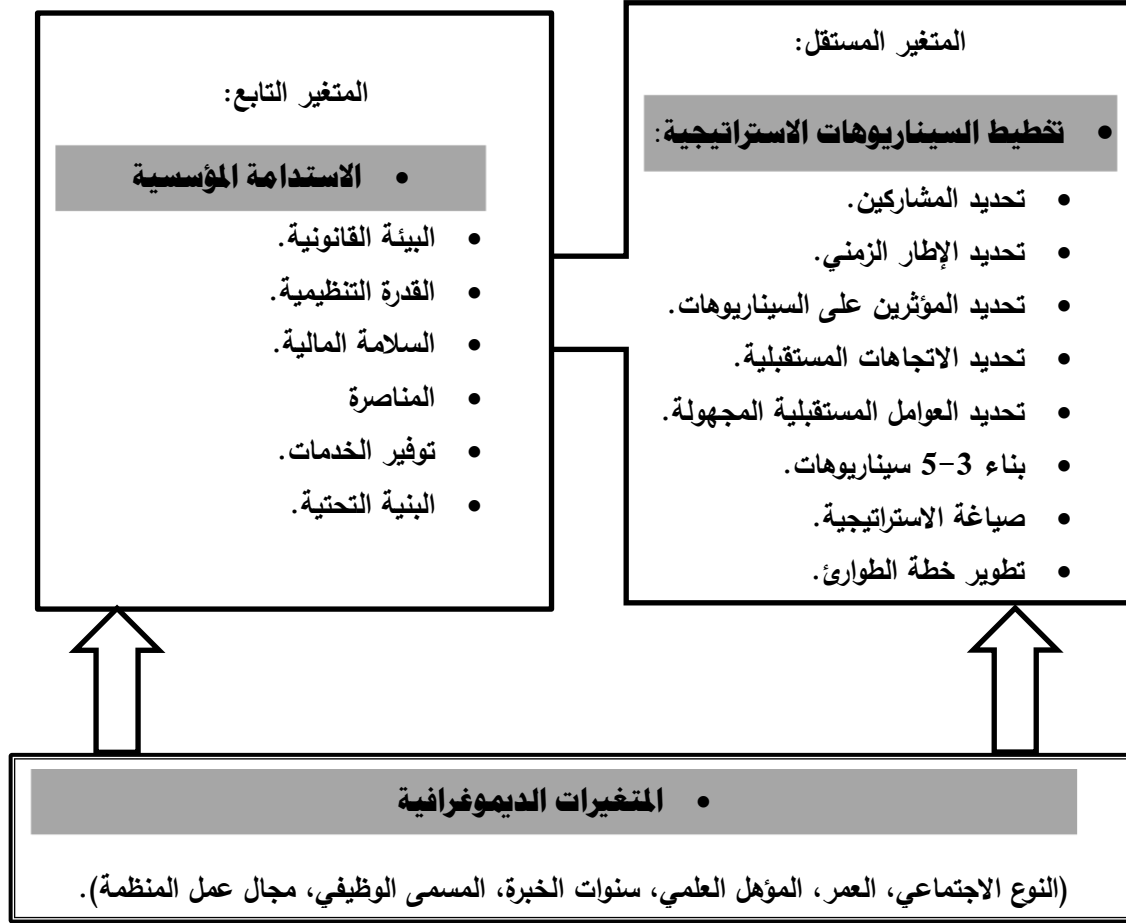 المتغير المستقل:
• تخطيط السيناريوهات الاستراتيجية:
• تحديد المشاركين.
• تحديد الإطار الزمني.
• تحديد المؤثرين على السيناريوهات.
• تحديد الاتجاهات المستقبلية.
• تحديد العوامل المستقبلية المجهولة.
• بناء 3-5 سيناريوهات.
• صياغة الاستراتيجية.
• تطوير خطة الطوارئ.
المتغير التابع:
• الاستدامة المؤسسية
• البيئة القانونية.
• القدرة التنظيمية.
• السلامة المالية.
• المناصرة
• توفير الخدمات.
• البنية التحتية.
• المتغيرات الديموغرافية
(النوع الاجتماعي، العمر، المؤهل العلمي، سنوات الخبرة، المسمى الوظيفي، مجال عمل المنظمة).